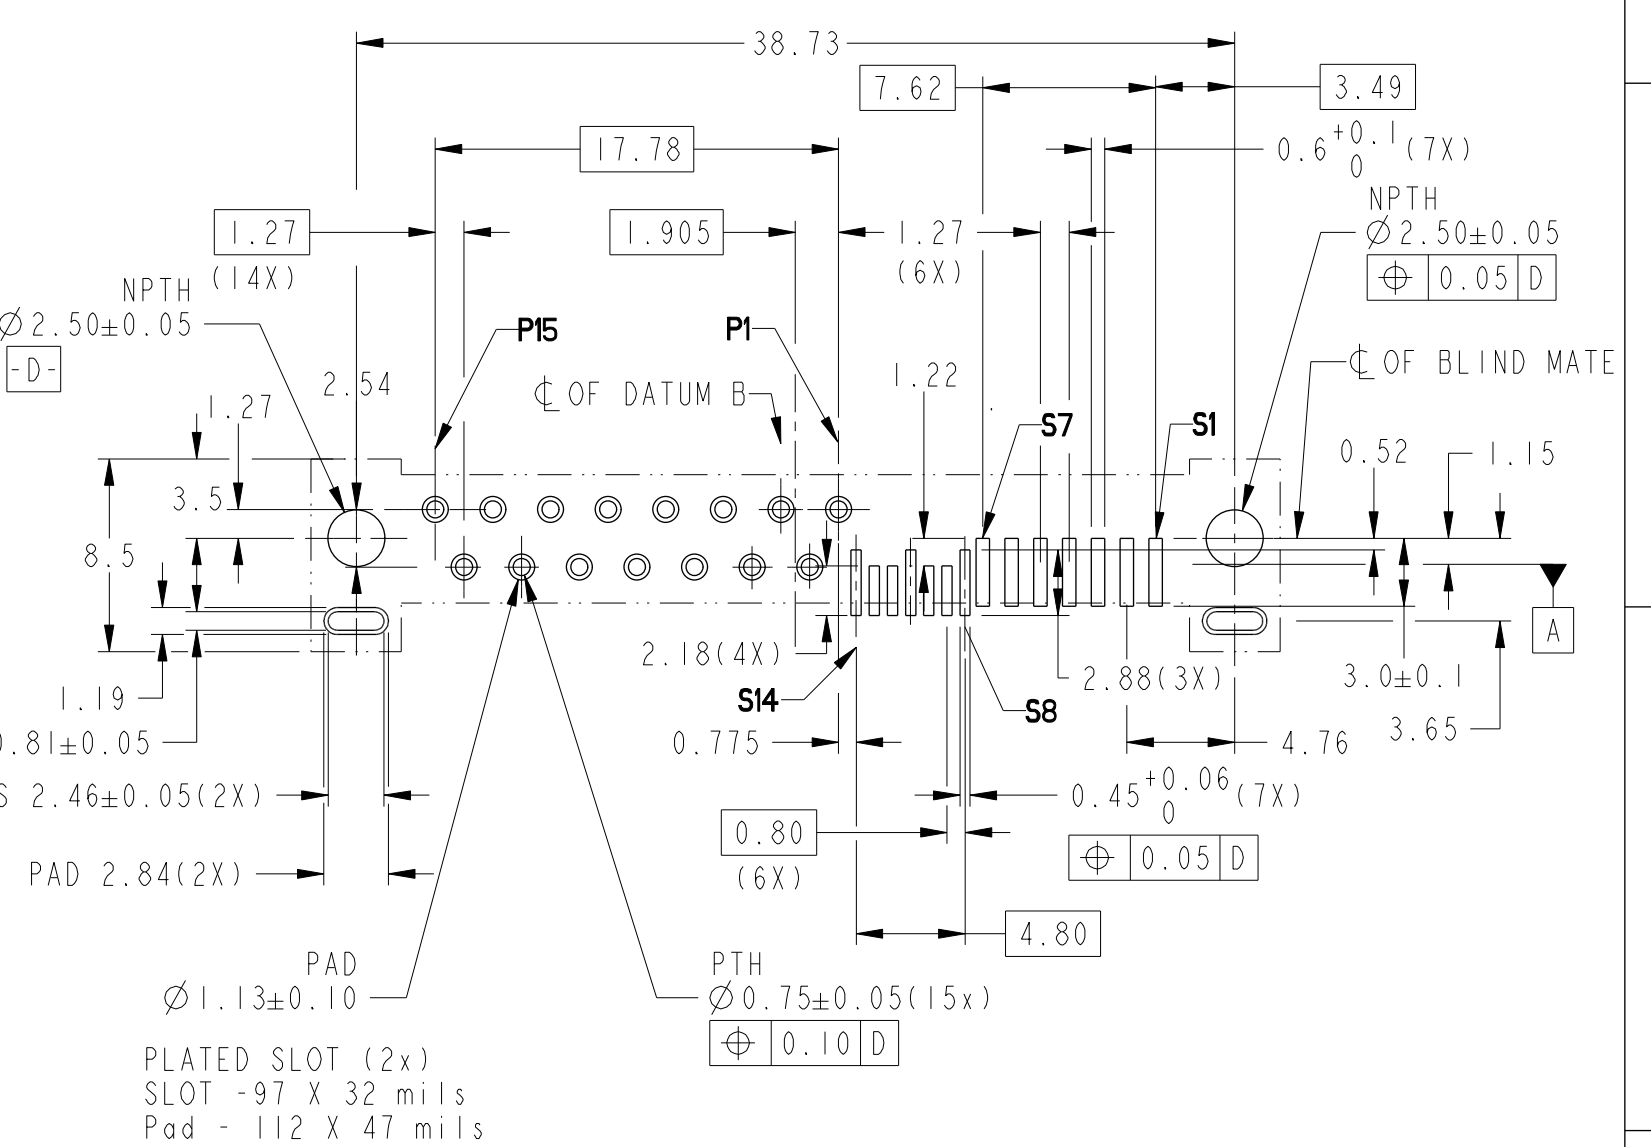 38.73
7.62
3.49
17.78
0.6 +0.1 (7X)
0
NPTH
1.27
1.905
1.27
⌀2.50±0.05
(14X)
(6X)
⌖ 0.05 D
NPTH
⌀2.50±0.05
P15
P1
-D-
℄ OF BLIND MATE
2.54
1.22
℄ OF DATUM B
1.27
S7
S1
0.52
1.15
3.5
8.5
A
2.18(4X)
2.88(3X)
3.0±0.1
1.19
S14
S8
3.65
0.81±0.05
0.775
4.76
S 2.46±0.05(2X)
0.45 +0.06 (7X)
0
0.80
(6X)
⌖ 0.05 D
PAD 2.84(2X)
4.80
PAD
⌀1.13±0.10
PTH
⌀0.75±0.05(15x)
⌖ 0.10 D
PLATED SLOT (2x)
SLOT -97 X 32 mils
Pad - 112 X 47 mils